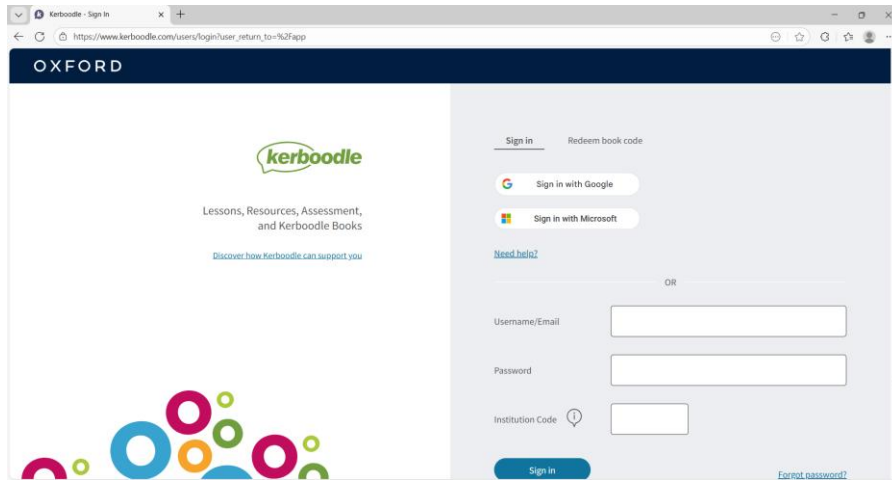 Kerboodle - Sign In
https://www.kerboodle.com/users/login?user_return_to=%2Fapp
OXFORD
kerboodle
Lessons, Resources, Assessment,
and Kerboodle Books
Discover how Kerboodle can support you
Sign in Redeem book code
Sign in with Google
Sign in with Microsoft
Need help?
OR
Username/Email
Password
Institution Code
Sign in
Forgot password?